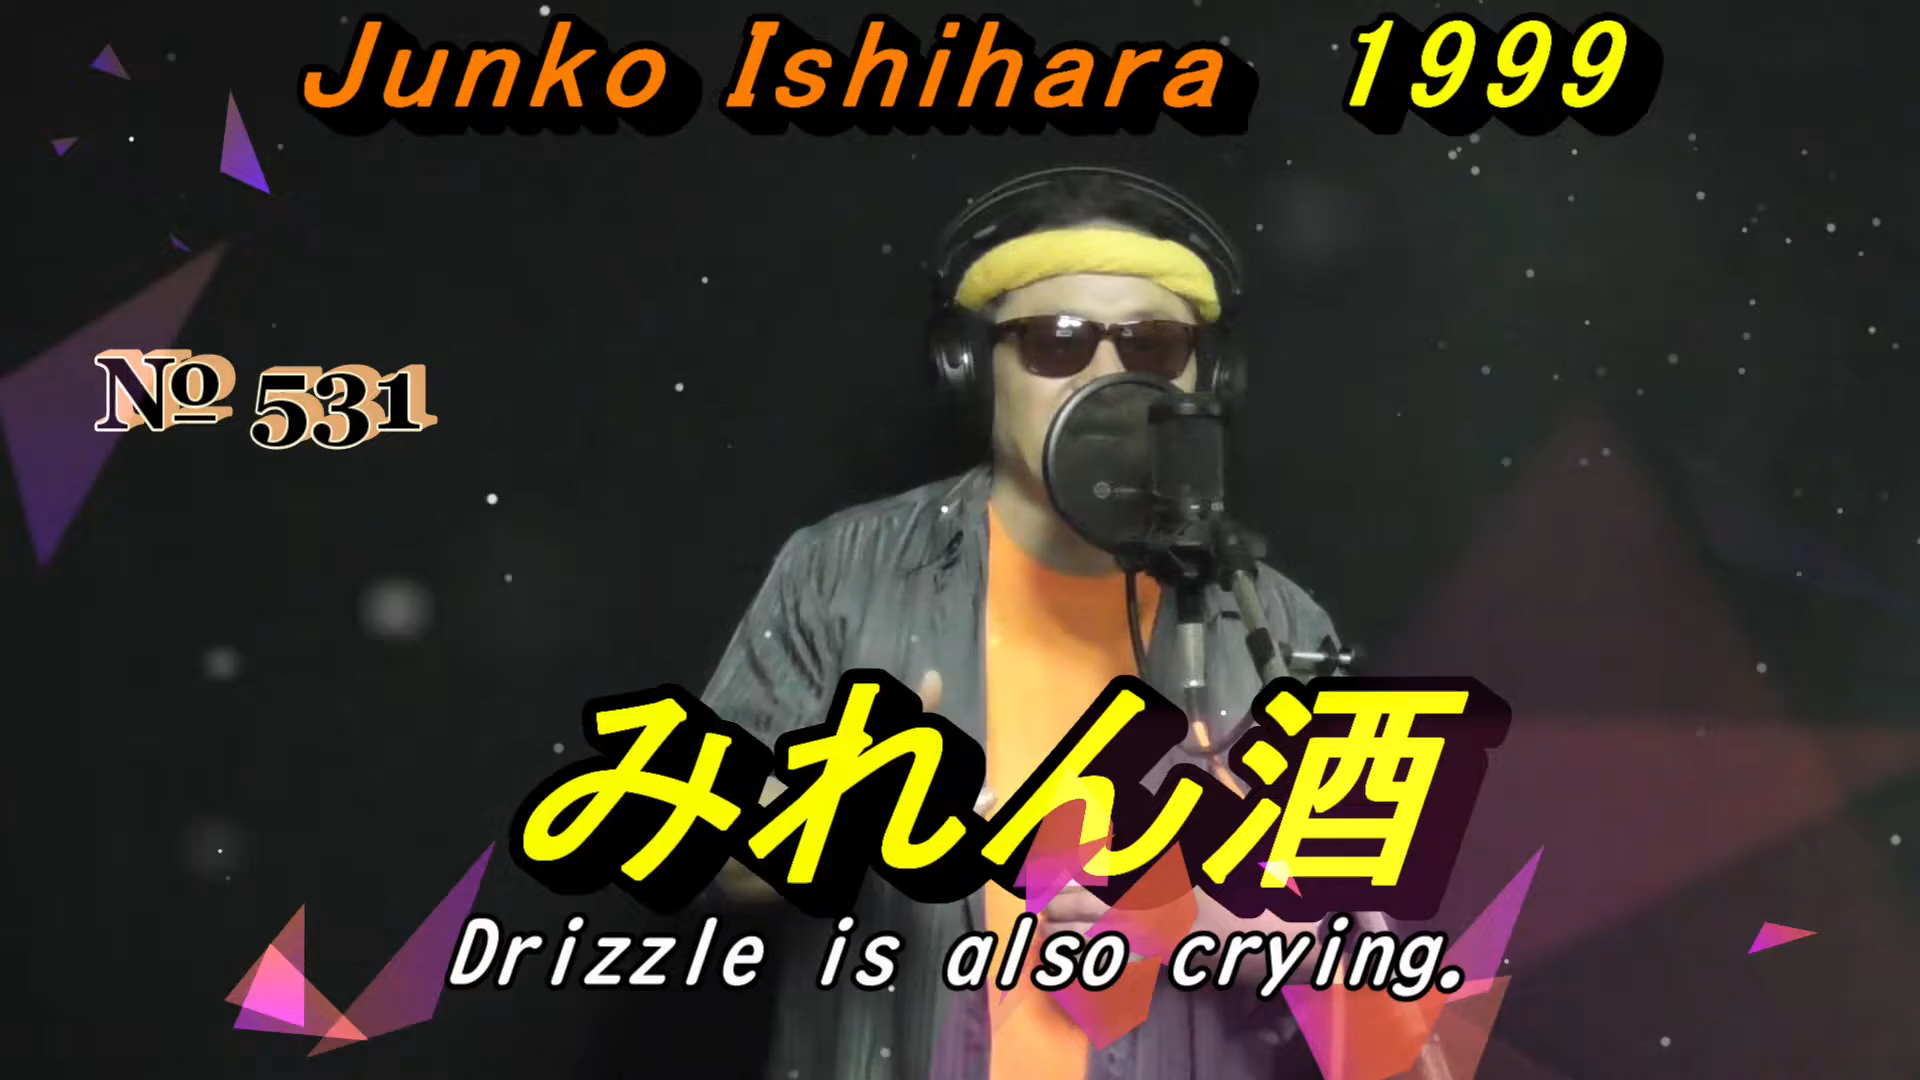 Junko Ishihara 1999
№ 531
みれん酒
Drizzle is also crying.